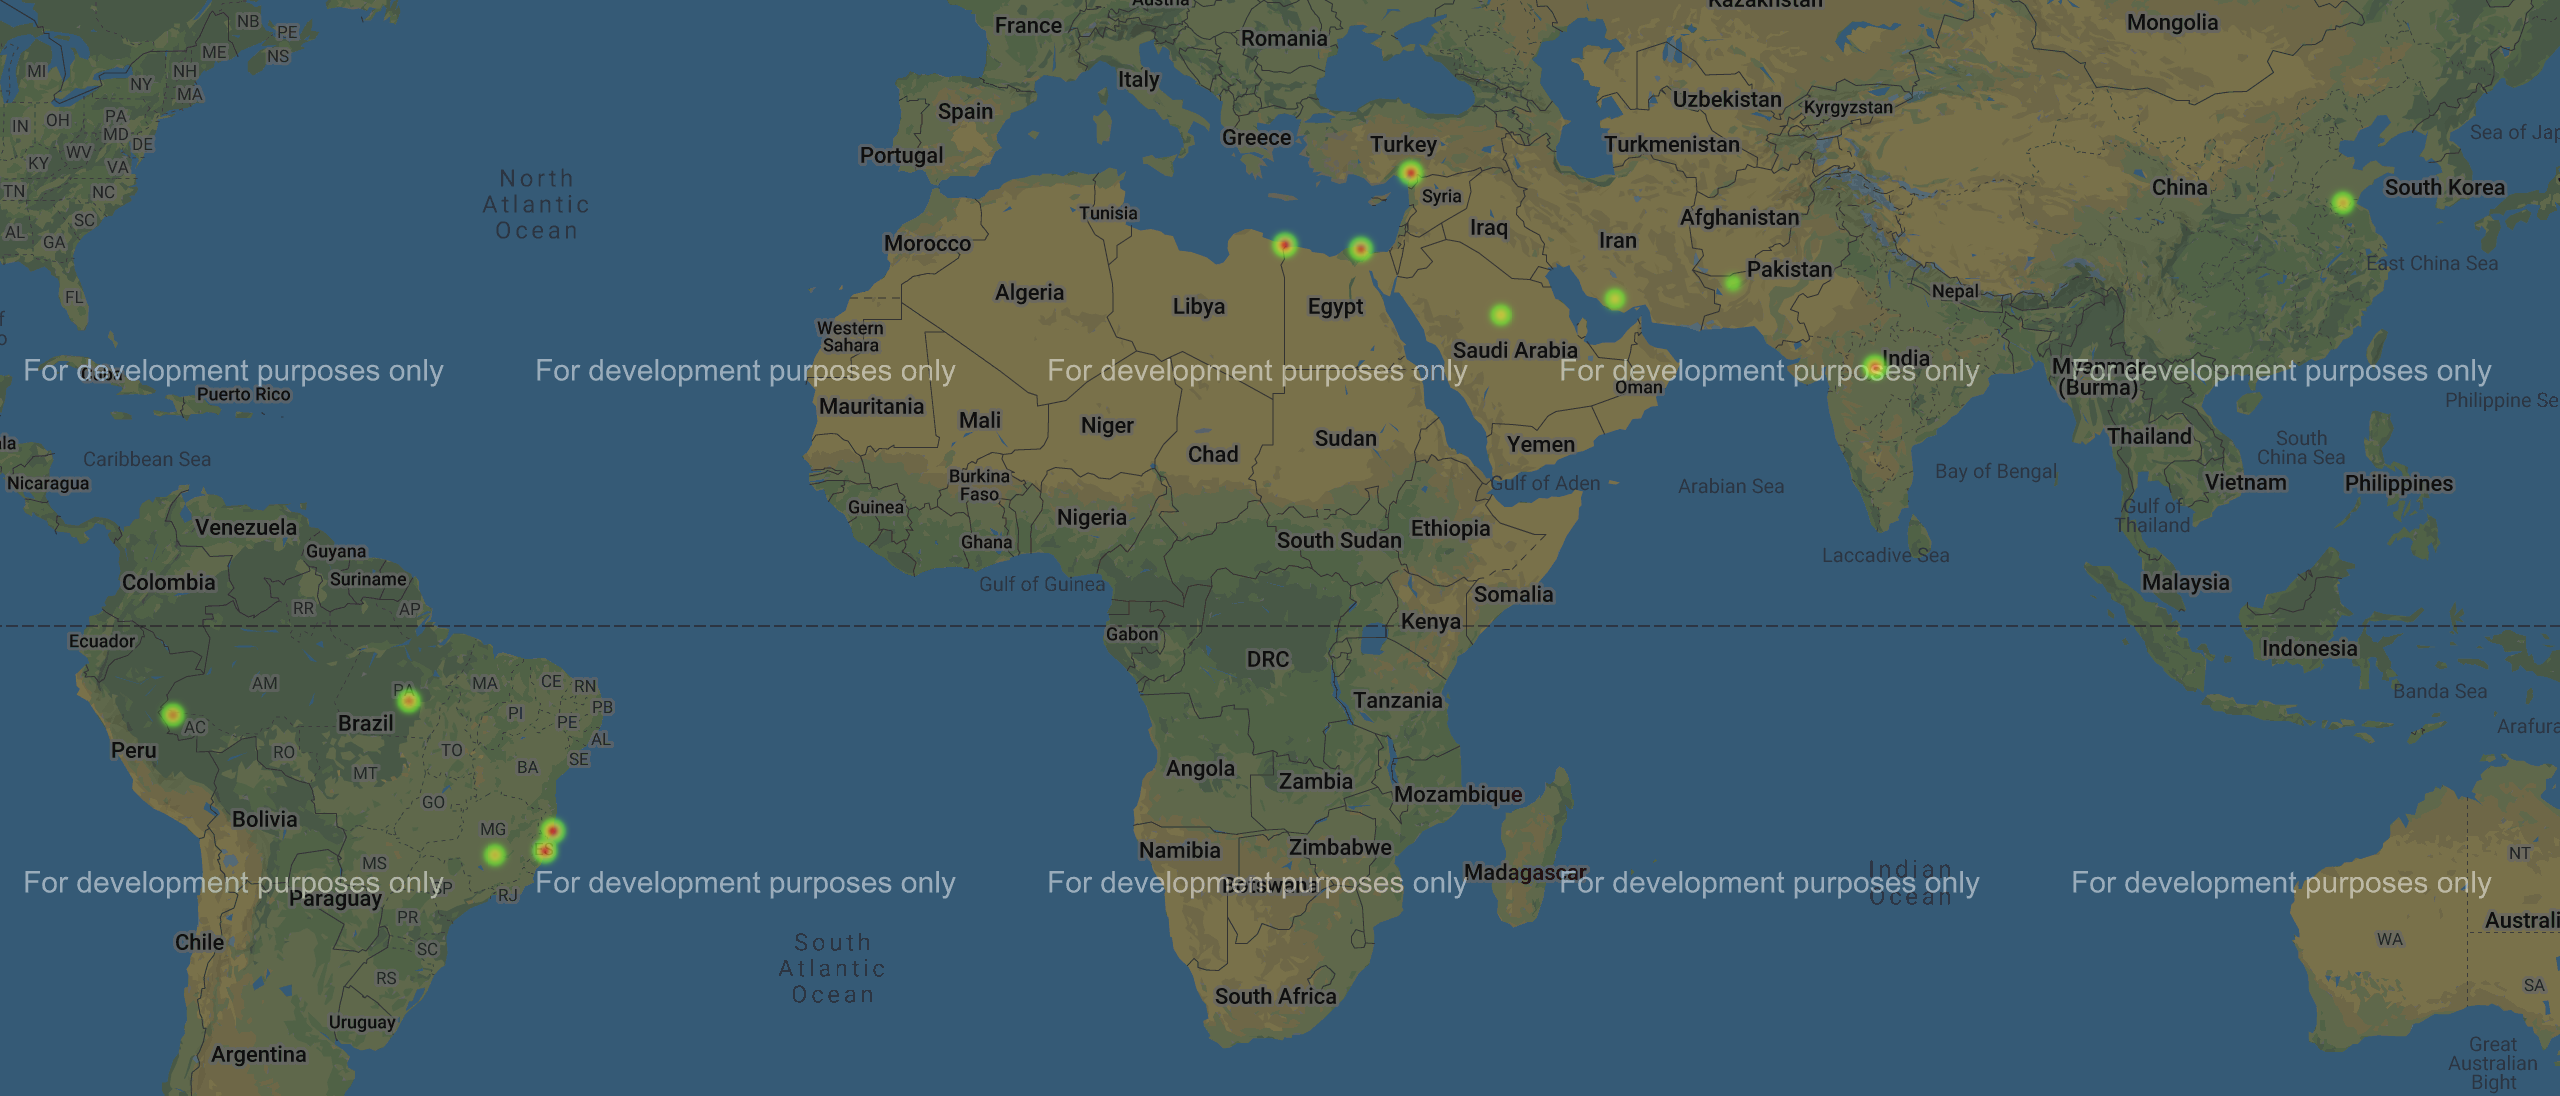 Austria
Kazakhstan
NB
PE
France
Romania
Mongolia
ME
NS
MI
NH
NY
MA
Italy
Uzbekistan
Kyrgyzstan
IN
OH
PA
MD
DE
Spain
Greece
Turkey
Turkmenistan
Sea of Jap
KY
WV
VA
Portugal
TN
NC
North
Atlantic
Ocean
Syria
China
South Korea
SC
Tunisia
Afghanistan
AL
GA
Morocco
Iraq
Iran
East China Sea
FL
Algeria
Libya
Egypt
Pakistan
Nepal
Western
Sahara
Saudi Arabia
India
For development purposes only
For development purposes only
For development purposes only
For development purposes only
For development purposes only
Cuba
Myanmar
(Burma)
Puerto Rico
Oman
Philippine Se
Mauritania
Mali
Niger
Chad
Sudan
Yemen
Thailand
South
China Sea
la
Caribbean Sea
Nicaragua
Burkina
Faso
Gulf of Aden
Arabian Sea
Bay of Bengal
Vietnam
Philippines
Guinea
Nigeria
Gulf of
Thailand
Venezuela
Guyana
Ghana
South Sudan
Ethiopia
Laccadive Sea
Colombia
Suriname
Gulf of Guinea
Somalia
Malaysia
RR
AP
Kenya
Ecuador
Gabon
DRC
Indonesia
AM
PA
MA
CE
RN
Banda Sea
AC
Brazil
PI
PE
PB
Tanzania
Arafura
Peru
RO
TO
AL
SE
MT
BA
Angola
Zambia
Mozambique
GO
Bolivia
MG
ES
Namibia
Zimbabwe
MS
Madagascar
Indian
Ocean
NT
For development purposes only
For development purposes only
For development purposes only
For development purposes only
For development purposes only
SP
RJ
Paraguay
Botswana
PR
Australi
Chile
SC
South
Atlantic
Ocean
WA
RS
South Africa
SA
Uruguay
Argentina
Great
Australian
Bight